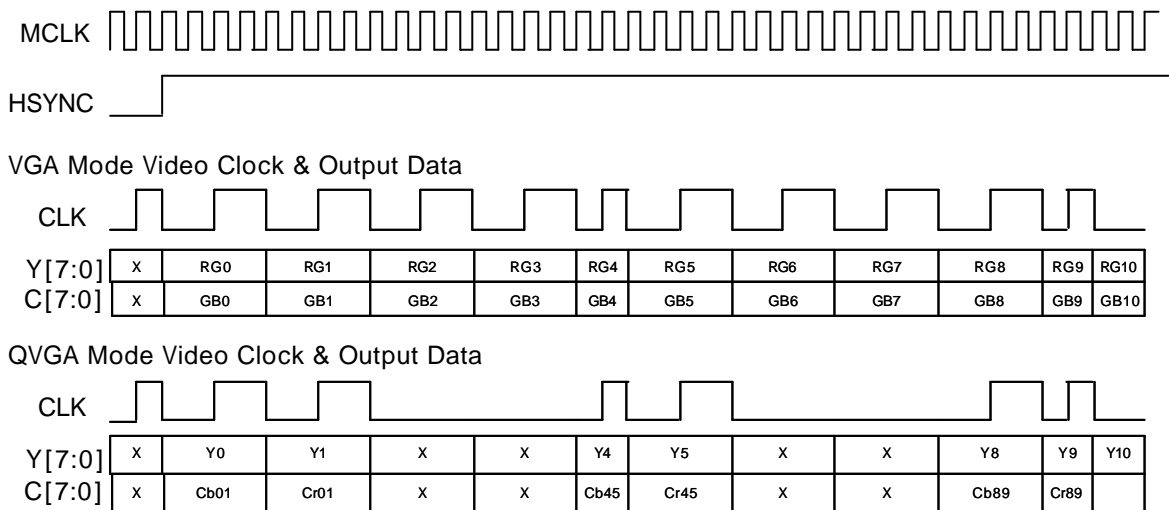 MCLK
HSYNC
VGA Mode Video Clock & Output Data
CLK
Y[7:0] X RG0 RG1 RG2 RG3 RG4 RG5 RG6 RG7 RG8 RG9 RG10
C[7:0] X GB0 GB1 GB2 GB3 GB4 GB5 GB6 GB7 GB8 GB9 GB10
QVGA Mode Video Clock & Output Data
CLK
Y[7:0] X Y0 Y1 X X Y4 Y5 X X Y8 Y9 Y10
C[7:0] X Cb01 Cr01 X X Cb45 Cr45 X X Cb89 Cr89